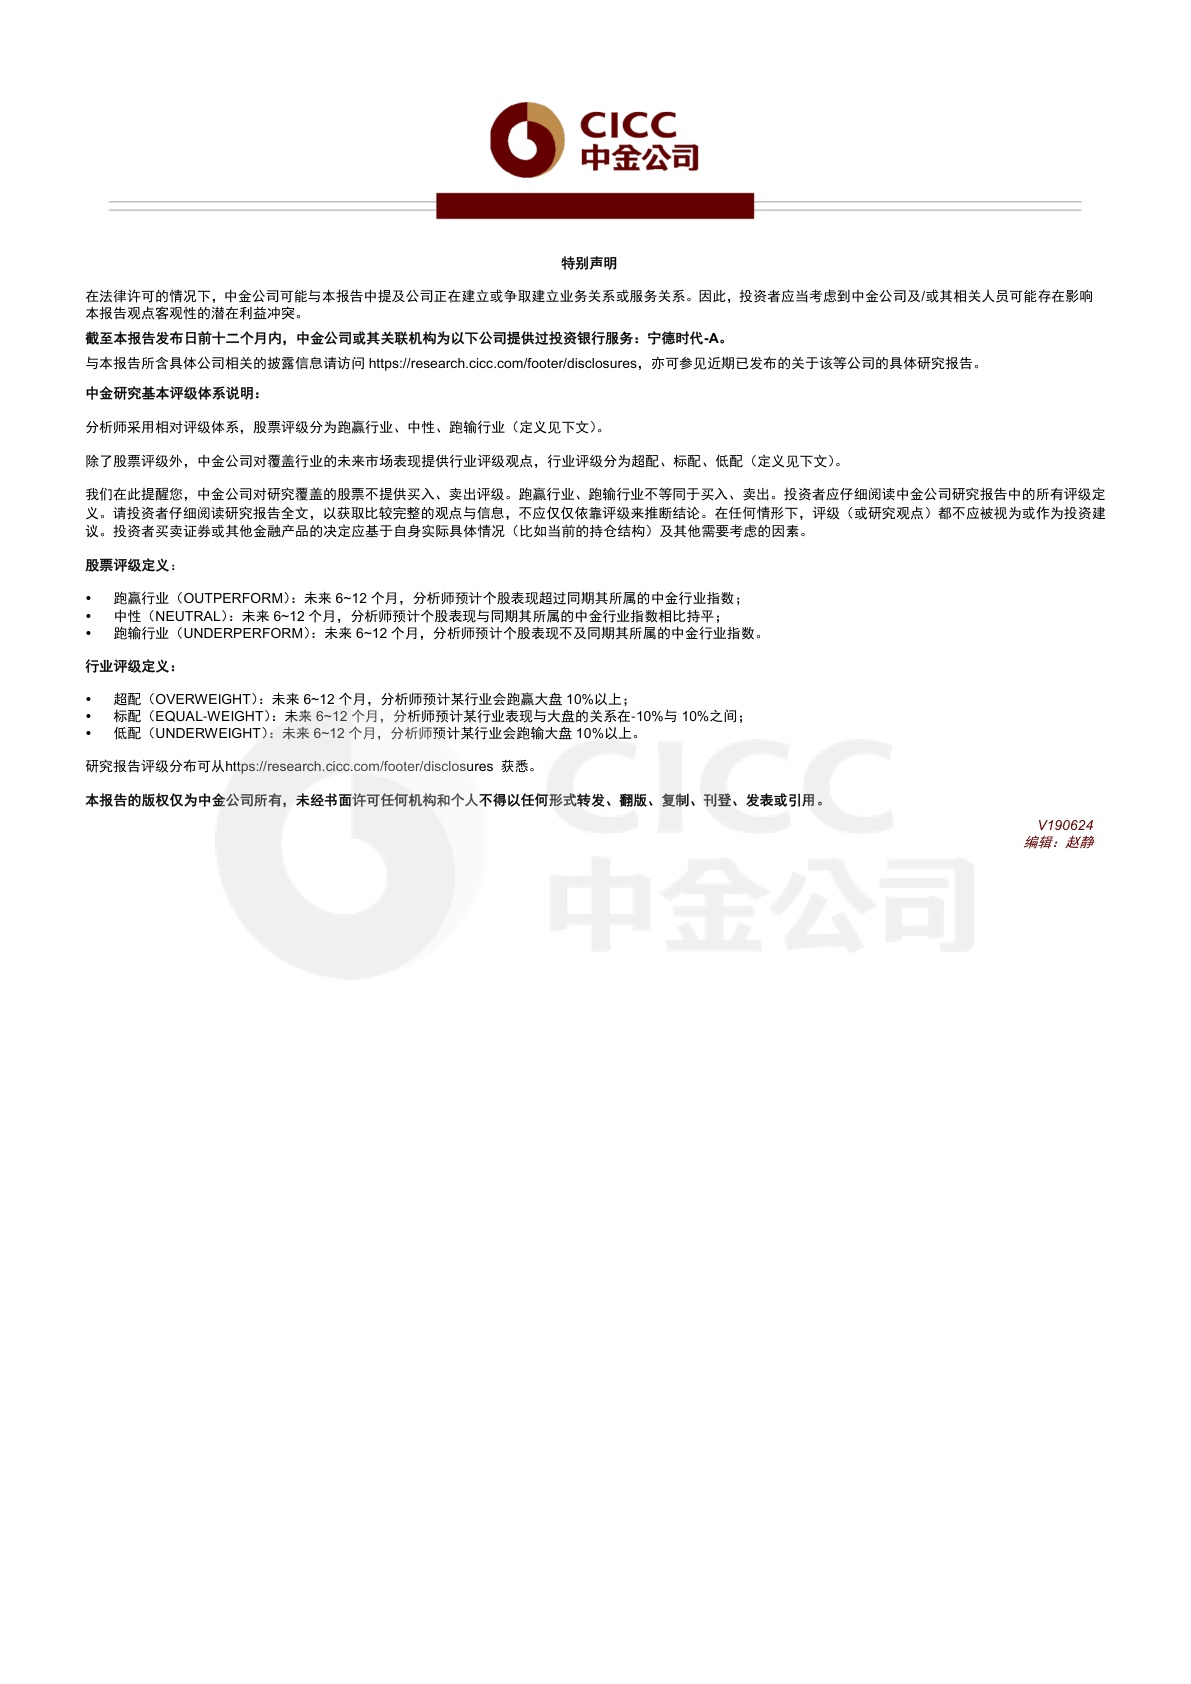 CICC
中金公司
特别声明
在法律许可的情况下，中金公司可能与本报告中提及公司正在建立或争取建立业务关系或服务关系。因此，投资者应当考虑到中金公司及/或其相关人员可能存在影响
本报告观点客观性的潜在利益冲突。
截至本报告发布日前十二个月内，中金公司或其关联机构为以下公司提供过投资银行服务：宁德时代-A。
与本报告所含具体公司相关的披露信息请访问 https://research.cicc.com/footer/disclosures，亦可参见近期已发布的关于该等公司的具体研究报告。
中金研究基本评级体系说明：
分析师采用相对评级体系，股票评级分为跑赢行业、中性、跑输行业（定义见下文）。
除了股票评级外，中金公司对覆盖行业的未来市场表现提供行业评级观点，行业评级分为超配、标配、低配（定义见下文）。
我们在此提醒您，中金公司对研究覆盖的股票不提供买入、卖出评级。跑赢行业、跑输行业不等同于买入、卖出。投资者应仔细阅读中金公司研究报告中的所有评级定
义。请投资者仔细阅读研究报告全文，以获取比较完整的观点与信息，不应仅仅依靠评级来推断结论。在任何情形下，评级（或研究观点）都不应被视为或作为投资建
议。投资者买卖证券或其他金融产品的决定应基于自身实际具体情况（比如当前的持仓结构）及其他需要考虑的因素。
股票评级定义：
• 跑赢行业（OUTPERFORM）：未来 6~12 个月，分析师预计个股表现超过同期其所属的中金行业指数；
• 中性（NEUTRAL）：未来 6~12 个月，分析师预计个股表现与同期其所属的中金行业指数相比持平；
• 跑输行业（UNDERPERFORM）：未来 6~12 个月，分析师预计个股表现不及同期其所属的中金行业指数。
行业评级定义：
• 超配（OVERWEIGHT）：未来 6~12 个月，分析师预计某行业会跑赢大盘 10%以上；
• 标配（EQUAL-WEIGHT）：未来 6~12 个月，分析师预计某行业表现与大盘的关系在-10%与 10%之间；
• 低配（UNDERWEIGHT）：未来 6~12 个月，分析师预计某行业会跑输大盘 10%以上。
研究报告评级分布可从https://research.cicc.com/footer/disclosures 获悉。
本报告的版权仅为中金公司所有，未经书面许可任何机构和个人不得以任何形式转发、翻版、复制、刊登、发表或引用。
V190624
编辑：赵静
CICC
中金公司